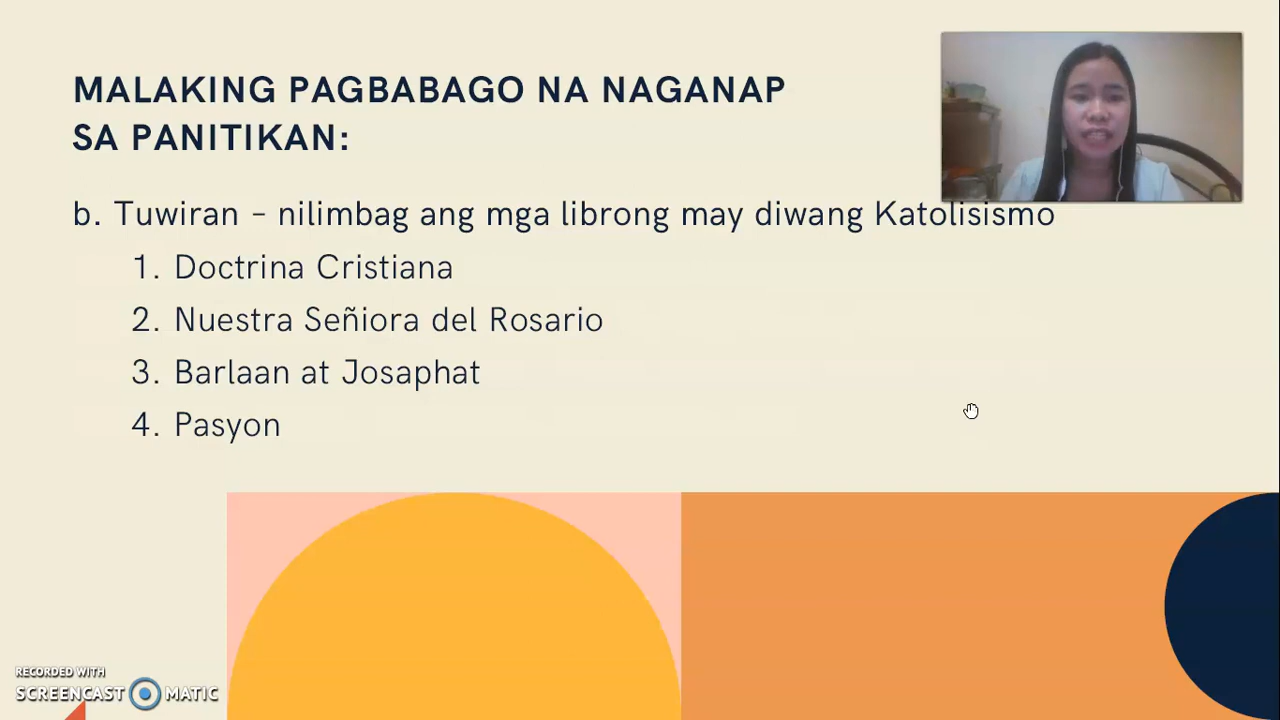 MALAKING PAGBABAGO NA NAGANAP
SA PANITIKAN:
b. Tuwiran – nilimbag ang mga librong may diwang Katolisismo
1. Doctrina Cristiana
2. Nuestra Señiora del Rosario
3. Barlaan at Josaphat
4. Pasyon
RECORDED WITH
SCREENCAST MATIC